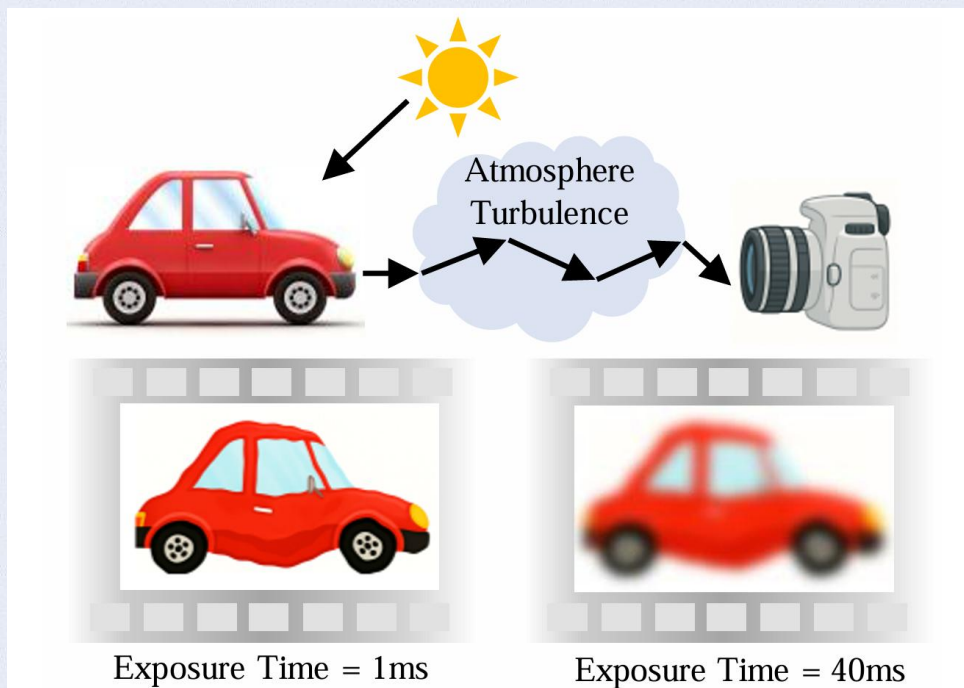 Atmosphere
Turbulence
Exposure Time = 1ms
Exposure Time = 40ms